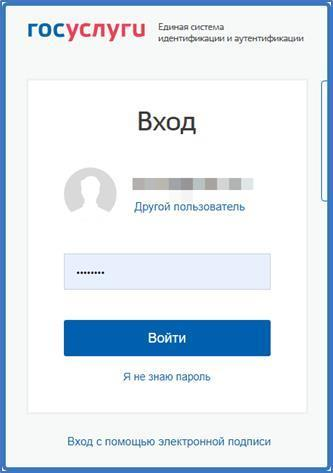 госуслуги
Единая система
идентификации и аутентификации
Вход
Другой пользователь
••••••••
Войти
Я не знаю пароль
Вход с помощью электронной подписи